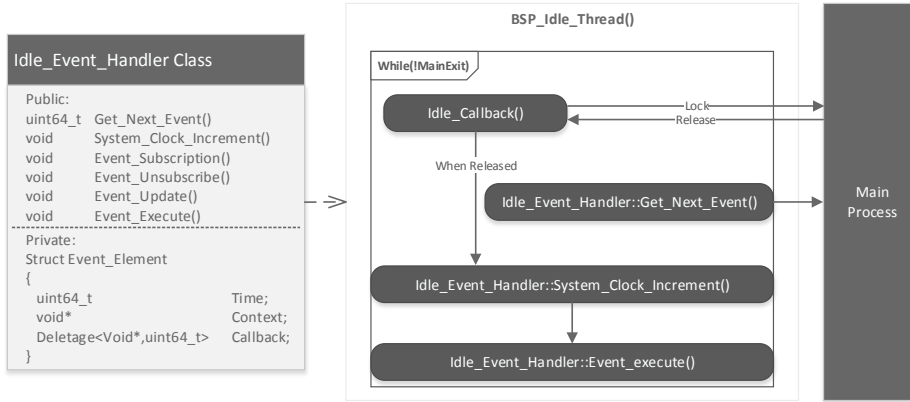 Idle_Event_Handler Class
Public:
uint64_t Get_Next_Event()
void System_Clock_Increment()
void Event_Subscription()
void Event_Unsubscribe()
void Event_Update()
void Event_Execute()
Private:
Struct Event_Element
{
uint64_t Time;
void* Context;
Deletage<Void*,uint64_t> Callback;
}
BSP_Idle_Thread()
While(!MainExit)
Idle_Callback()
Lock
Release
When Released
Idle_Event_Handler::Get_Next_Event()
Idle_Event_Handler::System_Clock_Increment()
Idle_Event_Handler::Event_execute()
Main
Process